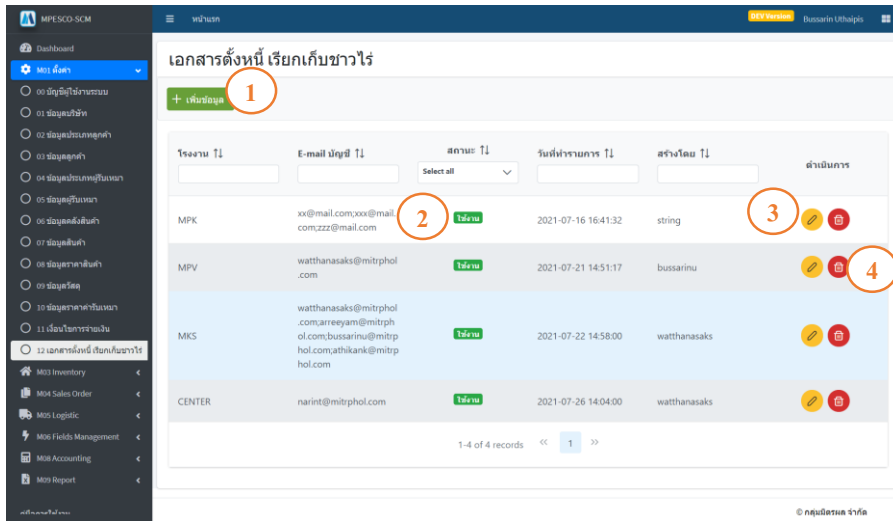 MPESCO-SCM
หน้าแรก
DEV Version
Bussarin Uthaipis
Dashboard
M01 ตั้งค่า
00 บัญชีผู้ใช้งานระบบ
01 ข้อมูลบริษัท
02 ข้อมูลประเภทลูกค้า
03 ข้อมูลลูกค้า
04 ข้อมูลประเภทผู้รับเหมา
05 ข้อมูลผู้รับเหมา
06 ข้อมูลคลังสินค้า
07 ข้อมูลสินค้า
08 ข้อมูลราคาสินค้า
09 ข้อมูลวัสดุ
10 ข้อมูลราคาค่ารับเหมา
11 เงื่อนไขการจ่ายเงิน
12 เอกสารตั้งหนี้ เรียกเก็บชาวไร่
M03 Inventory
M04 Sales Order
M05 Logistic
M06 Fields Management
M08 Accounting
M09 Report
เอกสารตั้งหนี้ เรียกเก็บชาวไร่
+ เพิ่มข้อมูล
1
โรงงาน
E-mail บัญชี
สถานะ
วันที่ทำรายการ
สร้างโดย
ดำเนินการ
Select all
MPK
xx@mail.com;xxx@mail.
com;zzz@mail.com
2
ใช้งาน
2021-07-16 16:41:32
string
3
MPV
watthanasaks@mitrphol
.com
ใช้งาน
2021-07-21 14:51:17
bussarinu
4
MKS
watthanasaks@mitrphol
.com;arreeyam@mitrph
ol.com;bussarinu@mitrp
hol.com;athikank@mitrp
hol.com
ใช้งาน
2021-07-22 14:58:00
watthanasaks
CENTER
narint@mitrphol.com
ใช้งาน
2021-07-26 14:04:00
watthanasaks
1-4 of 4 records
1
© กลุ่มมิตรผล จำกัด